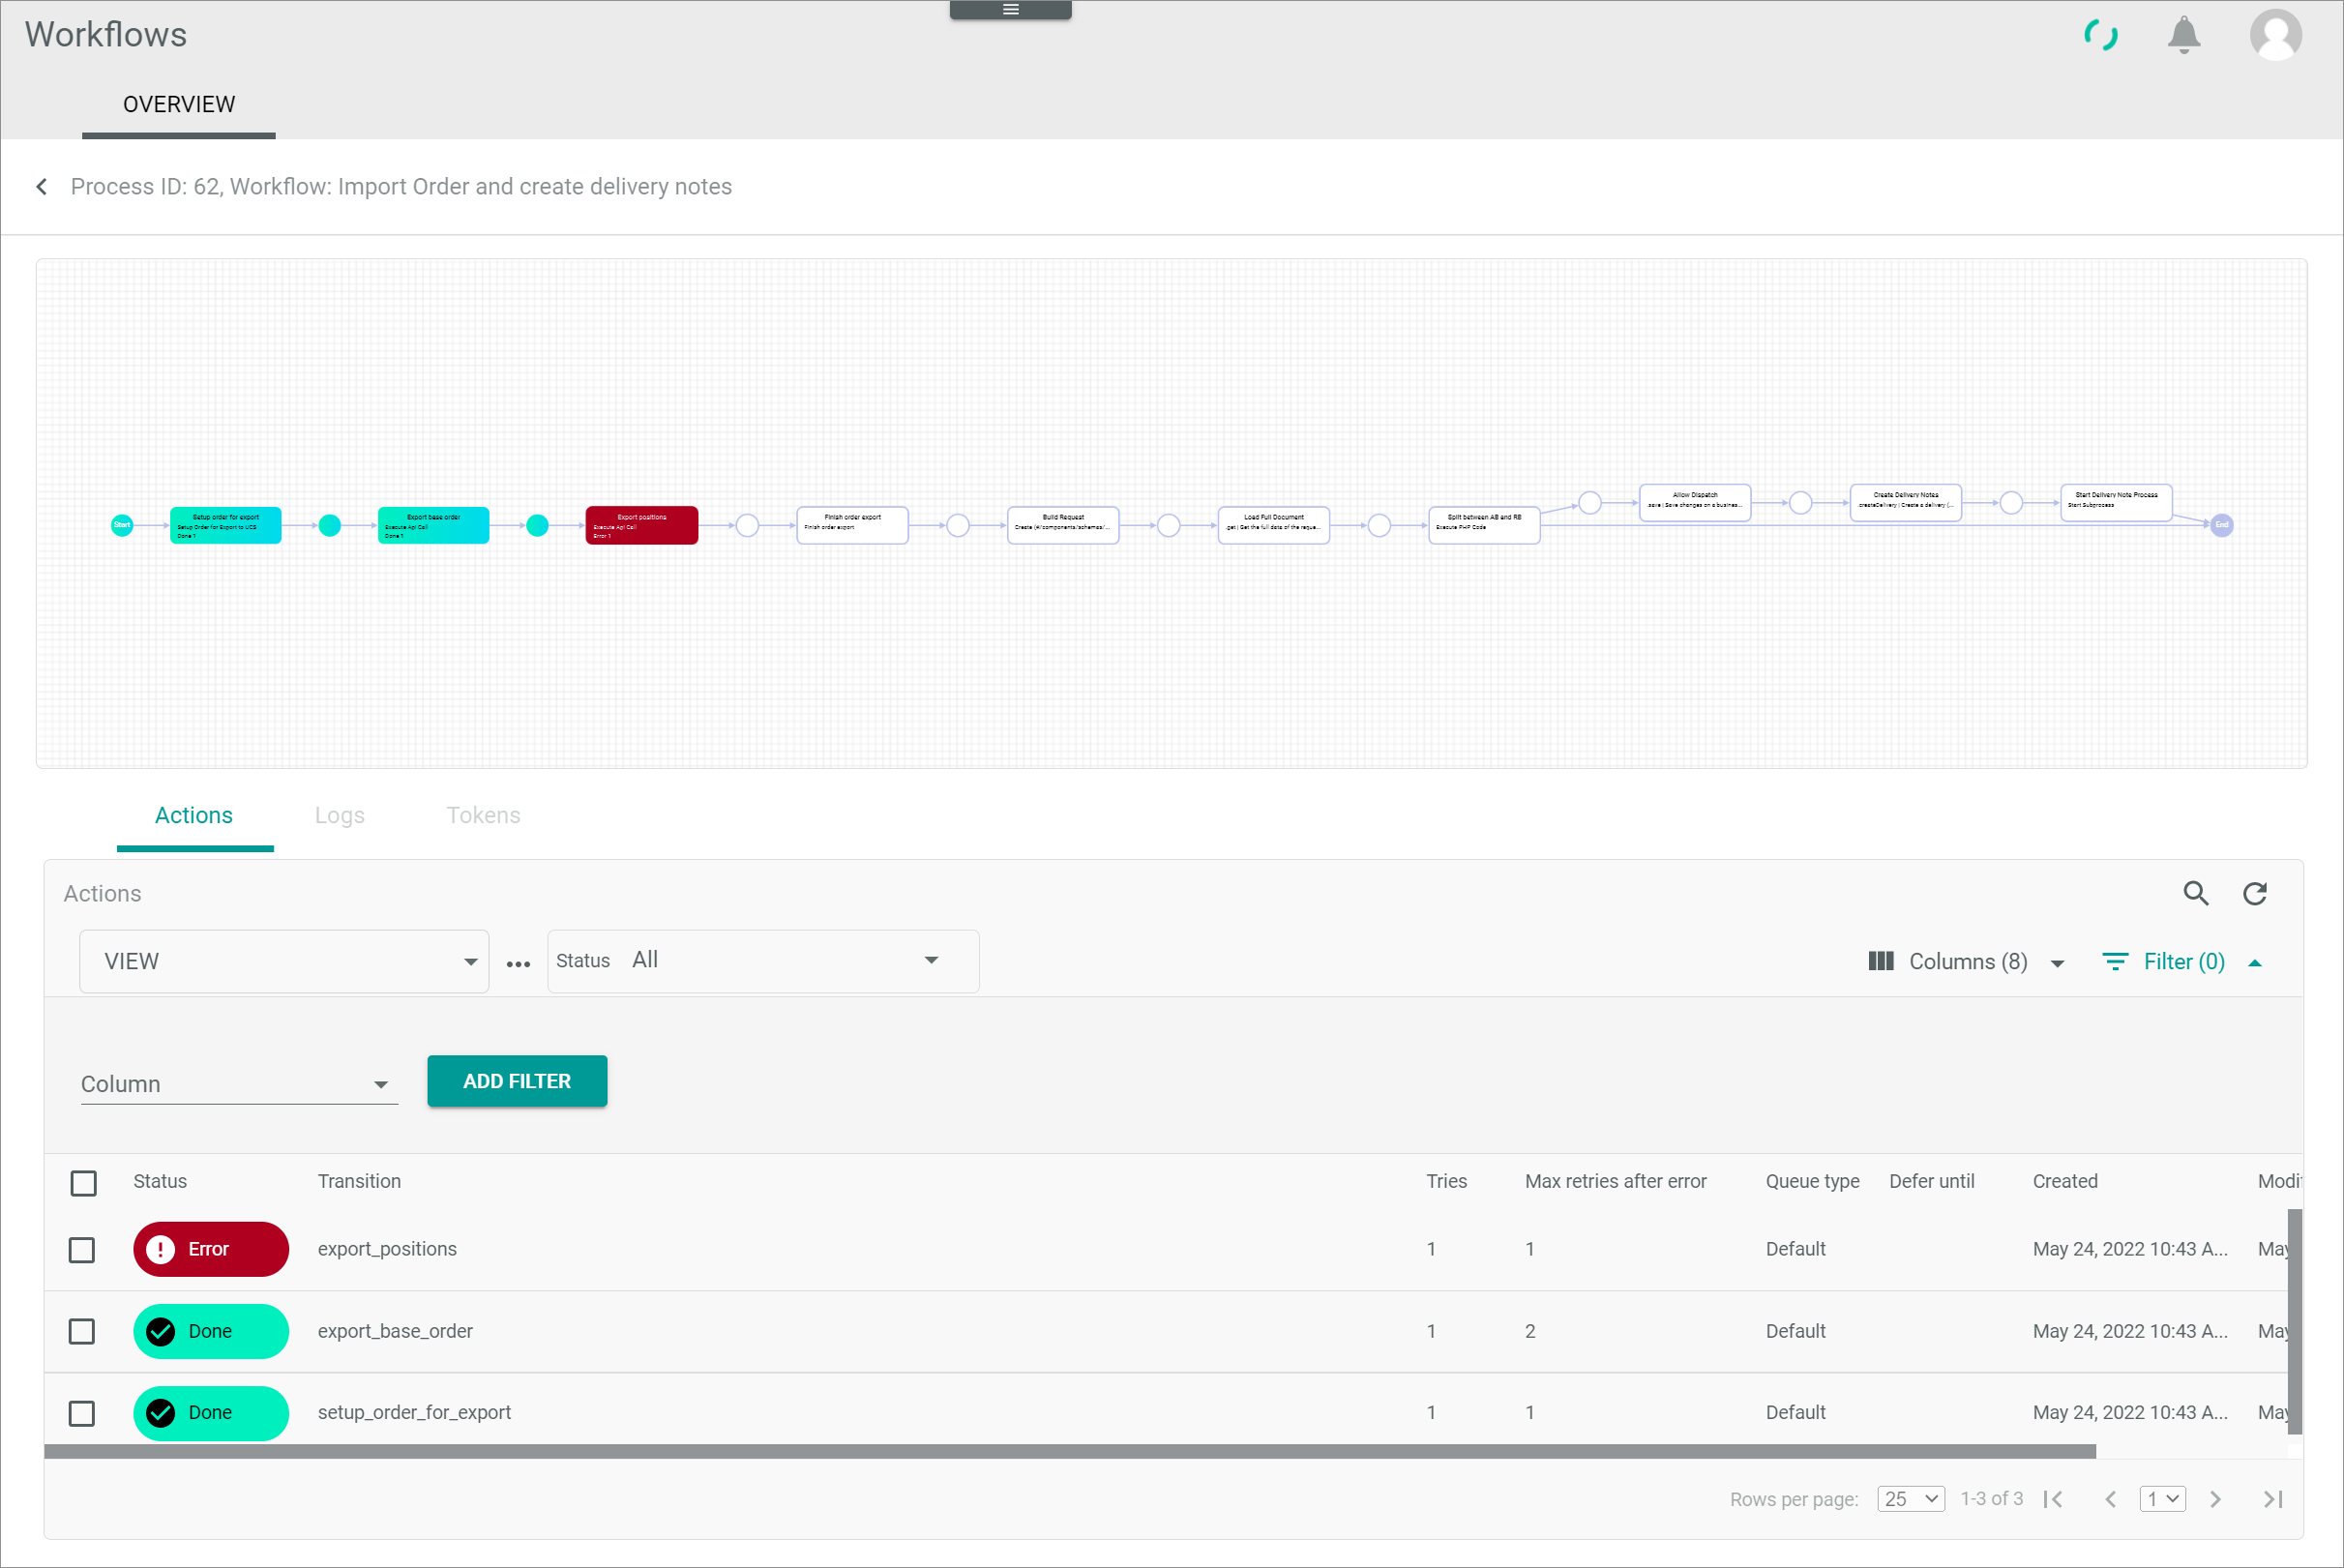 Workflows
OVERVIEW
Process ID: 62, Workflow: Import Order and create delivery notes
Start
Setup order for export
Setup Order for Export to UCS
Done 1
Export base order
Execute Api Call
Done 1
Export positions
Execute Api Call
Error 1
Finish order export
Finish order export
Build Request
Create (#/components/schemas/...
Load Full Document
.get | Get the full data of the reque...
Split between AB and RB
Execute PHP Code
Allow Dispatch
.save | Save changes on a busines...
Create Delivery Notes
.createDelivery | Create a delivery (...
Start Delivery Note Process
Start Subprocess
End
Actions Logs Tokens
Actions
VIEW ... Status All Columns (8) Filter (0)
Column ADD FILTER
Status Transition Tries Max retries after error Queue type Defer until Created Modi
Error export_positions 1 1 Default May 24, 2022 10:43 A... May
Done export_base_order 1 2 Default May 24, 2022 10:43 A... May
Done setup_order_for_export 1 1 Default May 24, 2022 10:43 A... May
Rows per page: 25 1-3 of 3 1